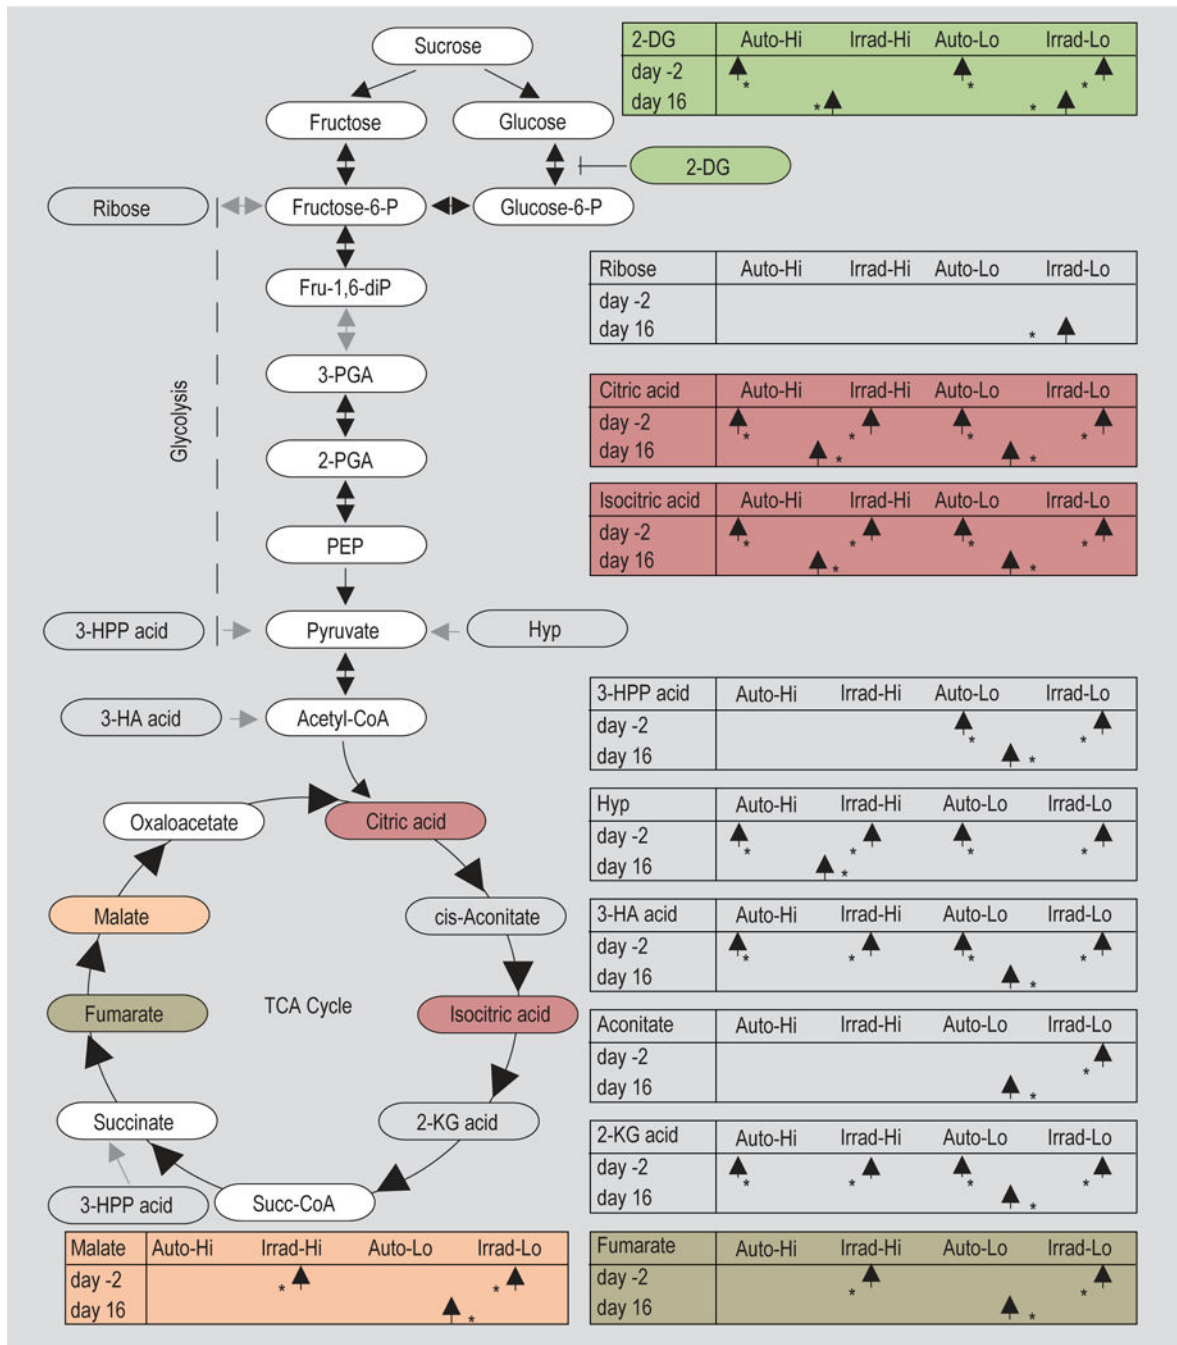 Sucrose
Fructose
Glucose
2-DG
Ribose
Fructose-6-P
Glucose-6-P
Fru-1,6-diP
3-PGA
Glycolysis
2-PGA
PEP
3-HPP acid
Pyruvate
Hyp
3-HA acid
Acetyl-CoA
Oxaloacetate
Citric acid
Malate
cis-Aconitate
Fumarate
TCA Cycle
Isocitric acid
Succinate
2-KG acid
3-HPP acid
Succ-CoA
2-DG Auto-Hi Irrad-Hi Auto-Lo Irrad-Lo
day -2 * * *
day 16 * *
Ribose Auto-Hi Irrad-Hi Auto-Lo Irrad-Lo
day -2
day 16 *
Citric acid Auto-Hi Irrad-Hi Auto-Lo Irrad-Lo
day -2 * * * *
day 16 * *
Isocitric acid Auto-Hi Irrad-Hi Auto-Lo Irrad-Lo
day -2 * * * *
day 16 * *
3-HPP acid Auto-Hi Irrad-Hi Auto-Lo Irrad-Lo
day -2 * *
day 16 *
Hyp Auto-Hi Irrad-Hi Auto-Lo Irrad-Lo
day -2 * * * *
day 16 *
3-HA acid Auto-Hi Irrad-Hi Auto-Lo Irrad-Lo
day -2 * * * *
day 16 *
Aconitate Auto-Hi Irrad-Hi Auto-Lo Irrad-Lo
day -2 *
day 16 *
2-KG acid Auto-Hi Irrad-Hi Auto-Lo Irrad-Lo
day -2 * * * *
day 16 *
Malate Auto-Hi Irrad-Hi Auto-Lo Irrad-Lo
day -2 * *
day 16 *
Fumarate Auto-Hi Irrad-Hi Auto-Lo Irrad-Lo
day -2 * *
day 16 *